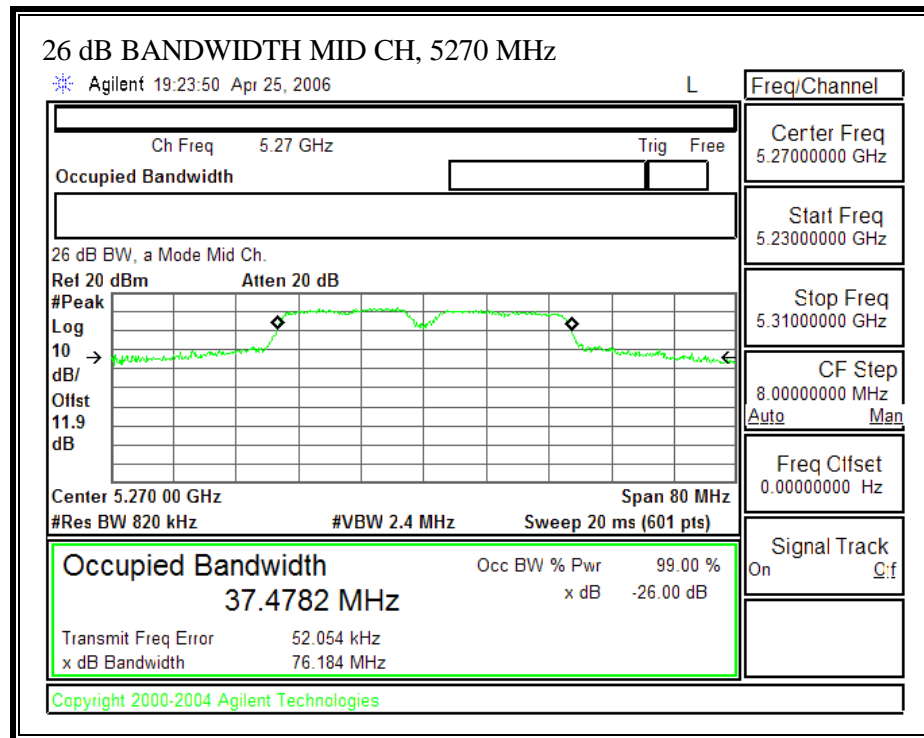 26 dB BANDWIDTH MID CH, 5270 MHz
Agilent 19:23:50 Apr 25, 2006 L
Freq/Channel
Ch Freq 5.27 GHz Trig Free
Occupied Bandwidth
Center Freq
5.27000000 GHz
Start Freq
5.23000000 GHz
26 dB BW, a Mode Mid Ch.
Ref 20 dBm Atten 20 dB
#Peak
Log
10
dB/
Offst
11.9
dB
Stop Freq
5.31000000 GHz
CF Step
8.00000000 MHz
Auto Man
Center 5.270 00 GHz Span 80 MHz
#Res BW 820 kHz #VBW 2.4 MHz Sweep 20 ms (601 pts)
Freq Offset
0.00000000 Hz
Occupied Bandwidth
37.4782 MHz
Occ BW % Pwr 99.00 %
x dB -26.00 dB
Transmit Freq Error 52.054 kHz
x dB Bandwidth 76.184 MHz
Signal Track
On Off
Copyright 2000-2004 Agilent Technologies